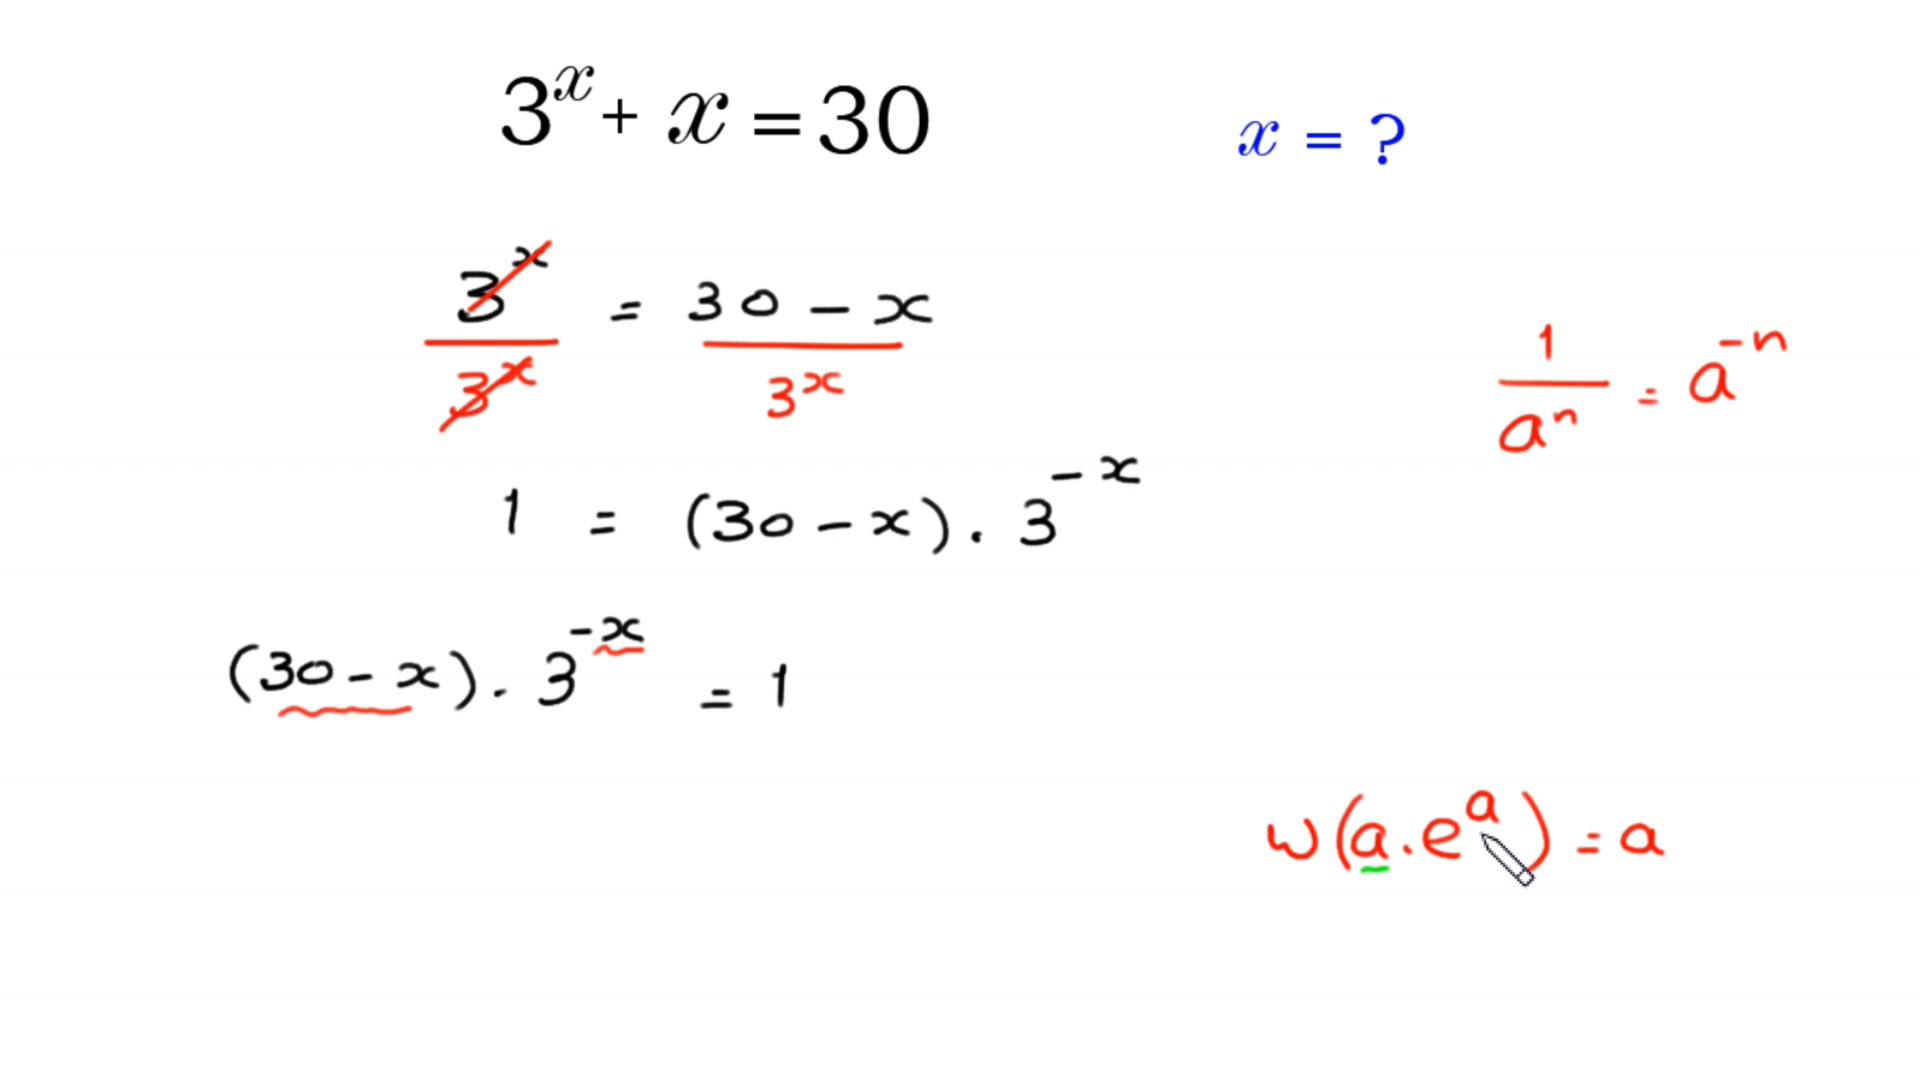 3^x + x = 30
x = ?
3^x / 3^x = 30 - x / 3^x
1 / a^n = a^-n
1 = (30 - x) . 3^-x
(30 - x) . 3^-x = 1
w(a . e^a) = a